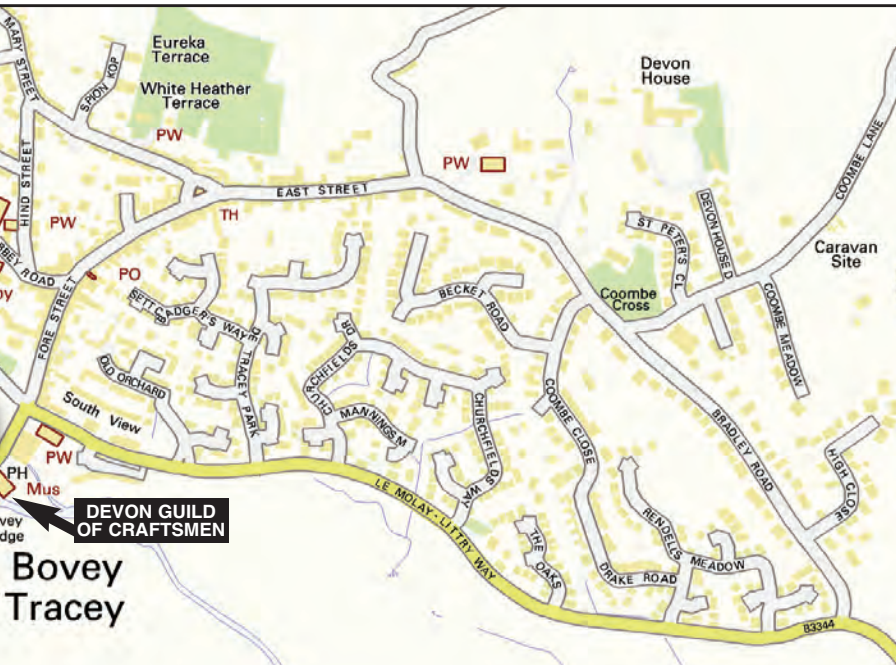 MARY STREET
SPION KOP
Eureka
Terrace
White Heather
Terrace
PW
Devon
House
COOMBE LANE
HIND STREET
PW
EAST STREET
PW
TH
DEVON HOUSE D
ST PETER'S CL
Caravan
Site
ROAD
PO
FORE STREET
BECKET ROAD
Coombe
Cross
COOMBE MEADOW
CADGER'S WAY
DE TRACEY PARK
CHURCHFIELDS DR
OLD ORCHARD
South View
MANNINGS M
CHURCHFIELDS WAY
COOMBE CLOSE
BRADLEY ROAD
HIGH CLOSE
PW
PH
Mus
LE MOLAY - LITTRY WAY
DEVON GUILD
OF CRAFTSMEN
vey
dge
THE OAKS
RENDELLS MEADOW
DRAKE ROAD
Bovey
Tracey
B3344